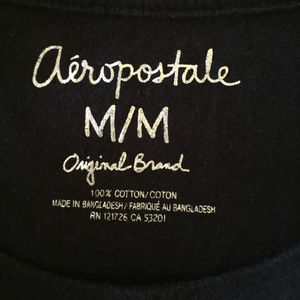 aéropostale
M/M
Original Brand
100% COTTON/COTON
MADE IN BANGLADESH/FABRIQUÉ AU BANGLADESH
RN 121726 CA 53201